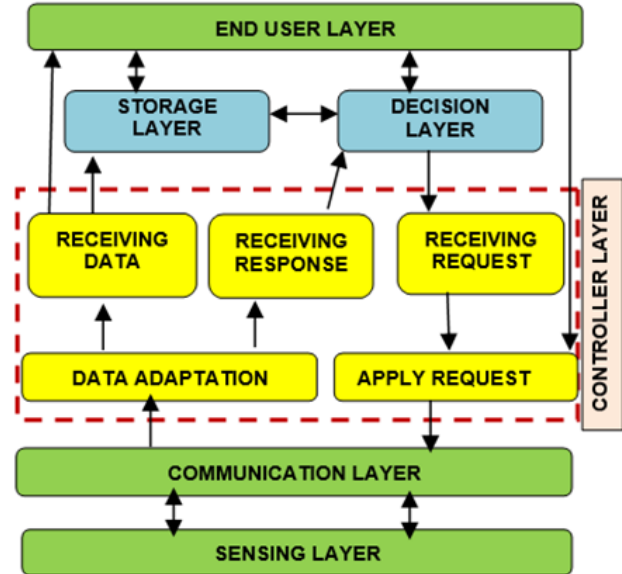 END USER LAYER
STORAGE
LAYER
DECISION
LAYER
RECEIVING
DATA
RECEIVING
RESPONSE
RECEIVING
REQUEST
DATA ADAPTATION
APPLY REQUEST
CONTROLLER LAYER
COMMUNICATION LAYER
SENSING LAYER